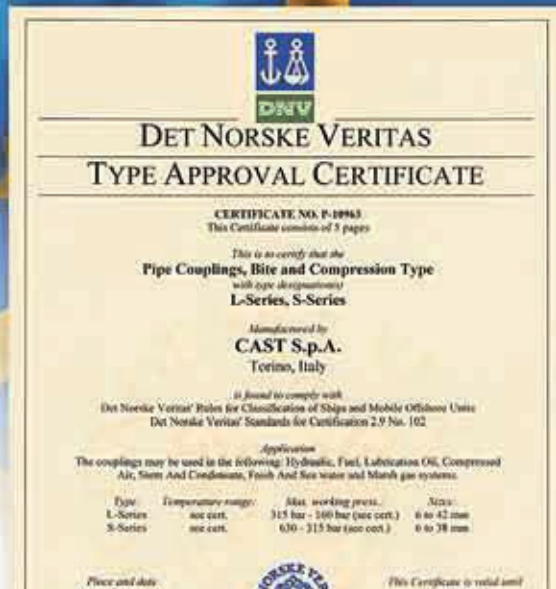 DNV
DET NORSKE VERITAS
TYPE APPROVAL CERTIFICATE
CERTIFICATE NO. P-10963
This Certificate consists of 5 pages
This is to certify that the
Pipe Couplings, Bite and Compression Type
with type designation(s)
L-Series, S-Series
Manufactured by
CAST S.p.A.
Torino, Italy
is found to comply with
Det Norske Veritas' Rules for Classification of Ships and Mobile Offshore Units
Det Norske Veritas' Standards for Certification 2.9 No. 102
Application
The couplings may be used in the following: Hydraulic, Fuel, Lubrication Oil, Compressed
Air, Stem And Condensate, Fresh And Sea water and Marsh gas systems.
Type: Temperature range: Max. working press.: Sizes:
L-Series see cert. 315 bar - 160 bar (see cert.) 6 to 42 mm
S-Series see cert. 630 - 315 bar (see cert.) 6 to 38 mm
Place and date NORSKE VER This Certificate is valid until